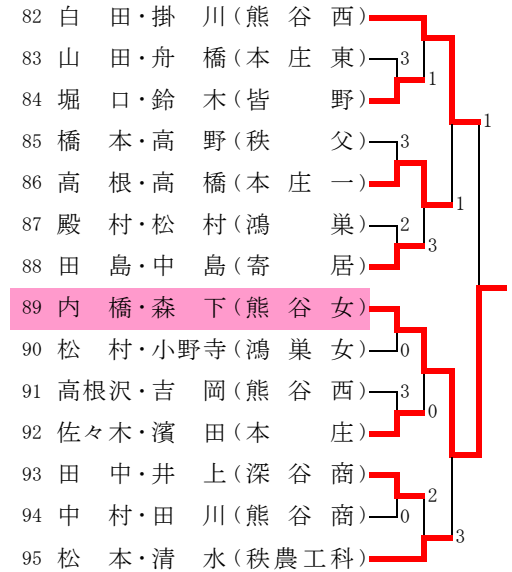 82 白田・掛川(熊谷西)
83 山田・舟橋(本庄東) 3
1
84 堀口・鈴木(皆野)
1
85 橋本・高野(秩父) 3
86 高根・高橋(本庄一)
1
87 殿村・松村(鴻巣) 2
3
88 田島・中島(寄居)
89 内橋・森下(熊谷女)
90 松村・小野寺(鴻巣女) 0
91 高根沢・吉岡(熊谷西) 3
0
92 佐々木・濱田(本庄)
93 田中・井上(深谷商)
2
94 中村・田川(熊谷商) 0
3
95 松本・清水(秩農工科)